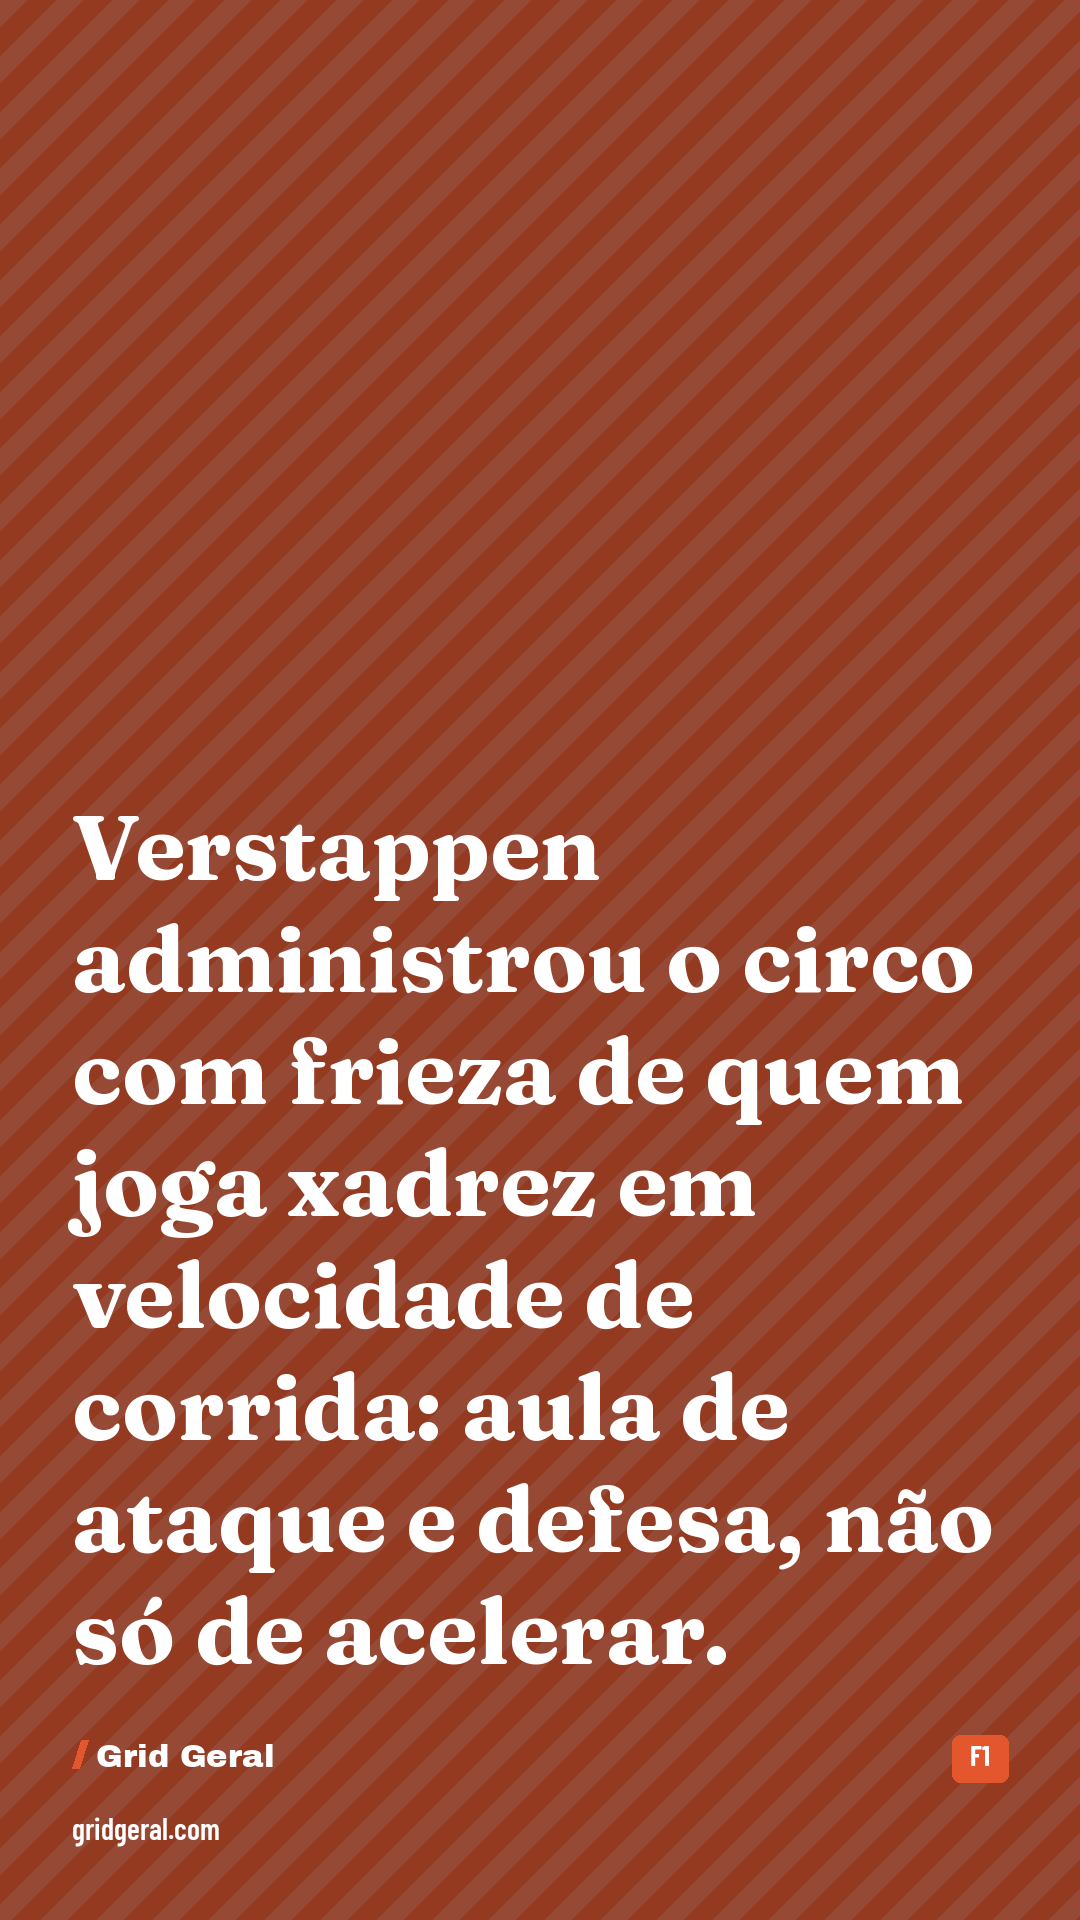 Verstappen
administrou o circo
com frieza de quem
joga xadrez em
velocidade de
corrida: aula de
ataque e defesa, não
só de acelerar.
/ Grid Geral
F1
gridgeral.com